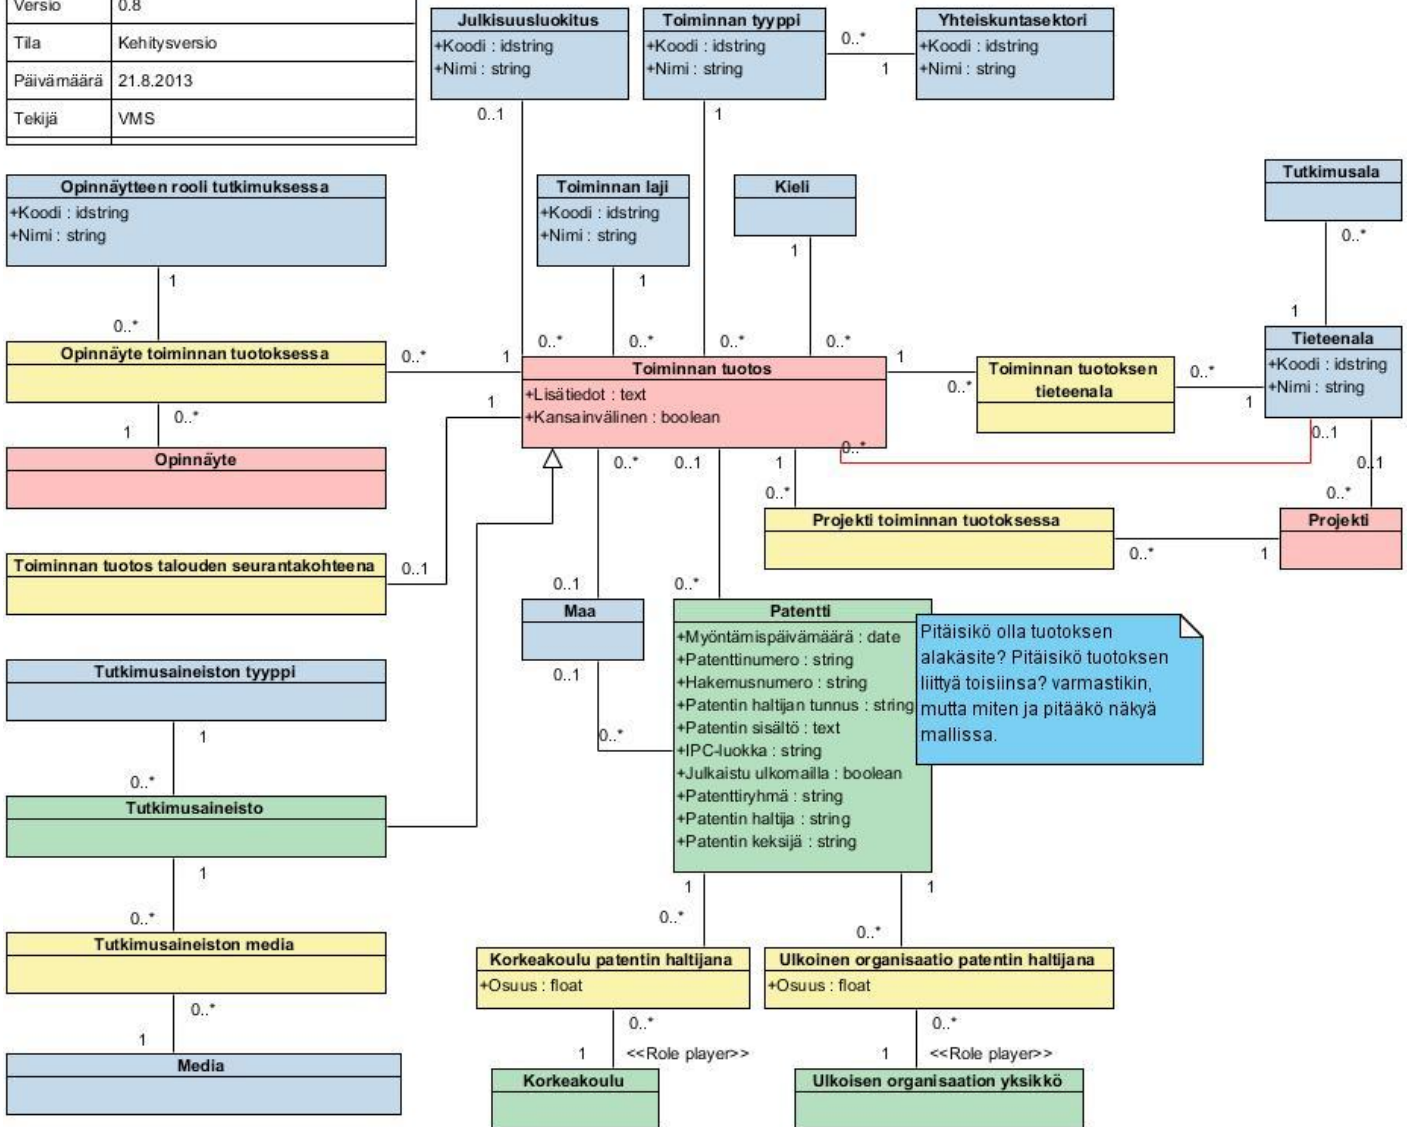 Versio 0.8
Tila Kehitysversio
Päivämäärä 21.8.2013
Tekijä VMS
Julkisuusluokitus
+Koodi : idstring
+Nimi : string
Toiminnan tyyppi
+Koodi : idstring
+Nimi : string
0..*
1
Yhteiskuntasektori
+Koodi : idstring
+Nimi : string
0..1
1
Opinnäytteen rooli tutkimuksessa
+Koodi : idstring
+Nimi : string
Toiminnan laji
+Koodi : idstring
+Nimi : string
Kieli
Tutkimusala
1
1
1
0..*
0..*
1
Opinnäyte toiminnan tuotoksessa
0..*
1
0..*
0..*
0..*
0..*
1
Toiminnan tuotos
+Lisätiedot : text
+Kansainvälinen : boolean
0..*
Toiminnan tuotoksen
tieteenala
0..*
1
Tieteenala
+Koodi : idstring
+Nimi : string
0..*
1
1
Opinnäyte
0..*
0..1
0..1
0..*
0..1
1
0..*
0..*
Projekti toiminnan tuotoksessa
0..*
1
Projekti
Toiminnan tuotos talouden seurantakohteena
0..1
0..1
0..*
Maa
0..1
0..*
Patentti
+Myöntämispäivämäärä : date
+Patenttinumero : string
+Hakemusnumero : string
+Patentin haltijan tunnus : string
+Patentin sisältö : text
+IPC-luokka : string
+Julkaistu ulkomailla : boolean
+Patenttiryhmä : string
+Patentin haltija : string
+Patentin keksijä : string
Pitäisikö olla tuotoksen
alakäsite? Pitäisikö tuotoksen
liittyä toisiinsa? varmastikin,
mutta miten ja pitääkö näkyä
mallissa.
Tutkimusaineiston tyyppi
1
0..*
Tutkimusaineisto
1
0..*
Tutkimusaineiston media
0..*
1
Media
1
0..*
1
0..*
Korkeakoulu patentin haltijana
+Osuus : float
Ulkoinen organisaatio patentin haltijana
+Osuus : float
0..*
1 <<Role player>>
0..*
1 <<Role player>>
Korkeakoulu
Ulkoisen organisaation yksikkö